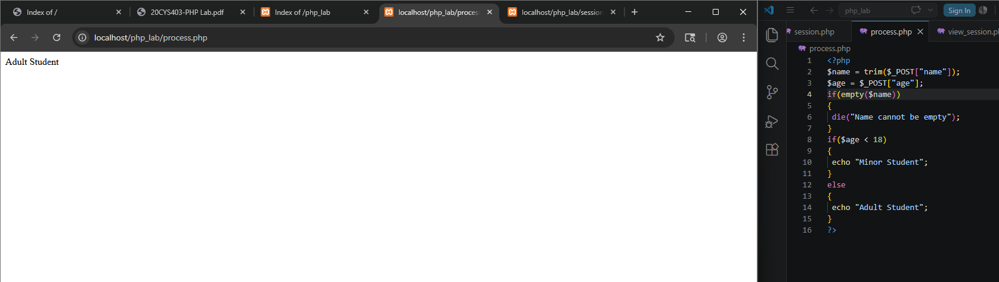 Index of /
20CYS403-PHP Lab.pdf
Index of /php_lab
localhost/php_lab/proces
localhost/php_lab/session
localhost/php_lab/process.php
Adult Student
php_lab
Sign In
session.php
process.php
view_session.p
process.php
1 <?php
2 $name = trim($_POST["name"]);
3 $age = $_POST["age"];
4 if(empty($name))
5 {
6 die("Name cannot be empty");
7 }
8 if($age < 18)
9 {
10 echo "Minor Student";
11 }
12 else
13 {
14 echo "Adult Student";
15 }
16 ?>